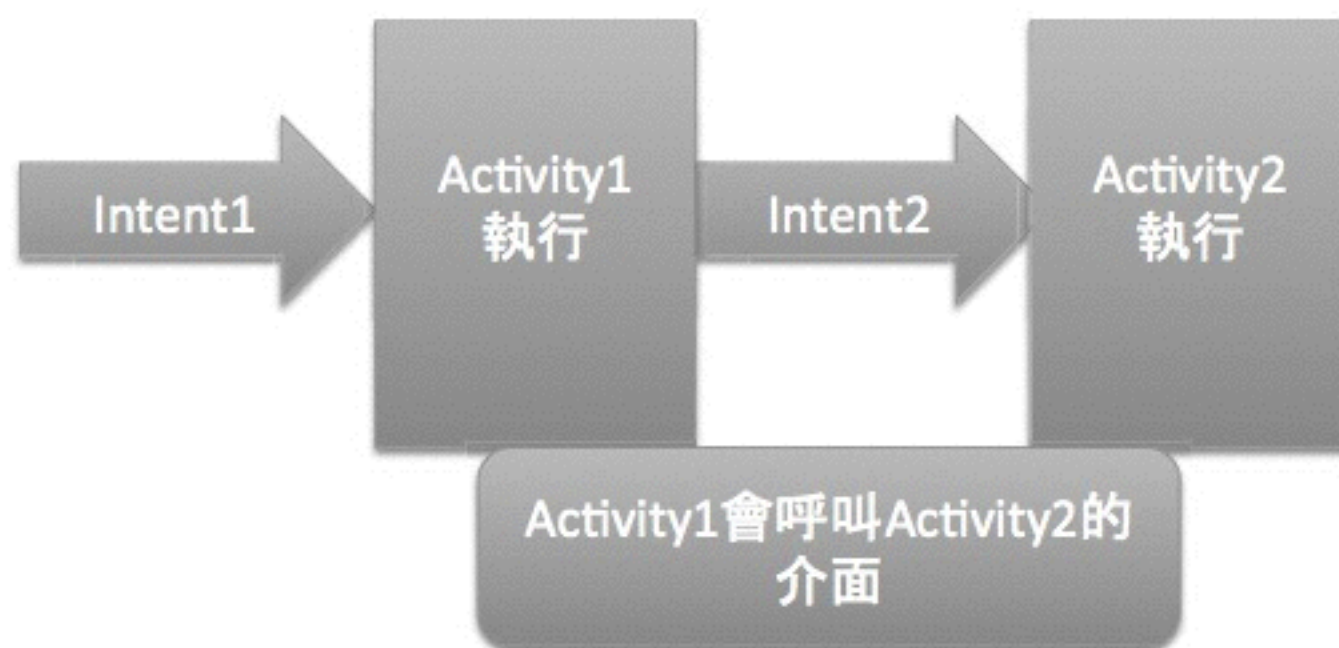 Intent1
Activity1
執行
Intent2
Activity2
執行
Activity1會呼叫Activity2的
介面